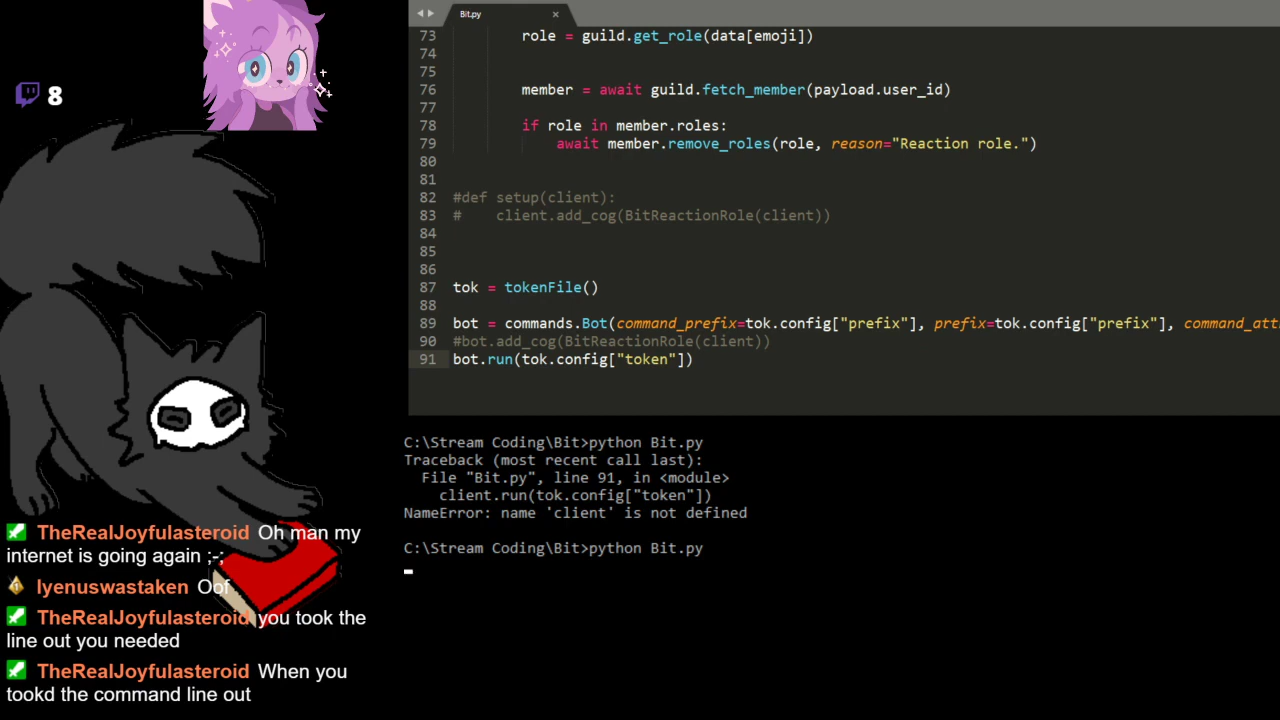 Bit.py
73 role = guild.get_role(data[emoji])
74
75
76 member = await guild.fetch_member(payload.user_id)
77
78 if role in member.roles:
79 await member.remove_roles(role, reason="Reaction role.")
80
81
82 #def setup(client):
83 #    client.add_cog(BitReactionRole(client))
84
85
86
87 tok = tokenFile()
88
89 bot = commands.Bot(command_prefix=tok.config["prefix"], prefix=tok.config["prefix"], command_att
90 #bot.add_cog(BitReactionRole(client))
91 bot.run(tok.config["token"])
8
C:\Stream Coding\Bit>python Bit.py
Traceback (most recent call last):
File "Bit.py", line 91, in <module>
client.run(tok.config["token"])
NameError: name 'client' is not defined
C:\Stream Coding\Bit>python Bit.py
TheRealJoyfulasteroid Oh man my
internet is going again ;-;
lyenuswastaken Oof
TheRealJoyfulasteroid you took the
line out you needed
TheRealJoyfulasteroid When you
tookd the command line out